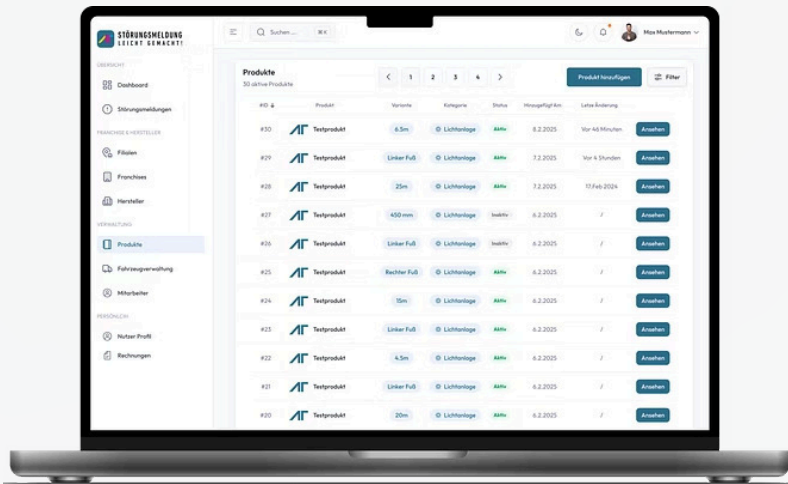 STÖRUNGSMELDUNG
LEICHT GEMACHT!
Suchen ...
Max Mustermann
ÜBERSICHT
Dashboard
Störungsmeldungen
FRANCHISE & HERSTELLER
Filialen
Franchises
Hersteller
VERWALTUNG
Produkte
Fahrzeugverwaltung
Mitarbeiter
PERSÖNLICH
Nutzer Profil
Rechnungen
Produkte
30 aktive Produkte
1 2 3 4
Produkt hinzufügen
Filter
#ID Produkt Variante Kategorie Status Hinzugefügt Am Letze Änderung
#30 Testprodukt 6.5m Lichtanlage Aktiv 8.2.2025 Vor 46 Minuten Ansehen
#29 Testprodukt Linker Fuß Lichtanlage Aktiv 7.2.2025 Vor 4 Stunden Ansehen
#28 Testprodukt 25m Lichtanlage Aktiv 7.2.2025 17.Feb 2024 Ansehen
#27 Testprodukt 450 mm Lichtanlage Inaktiv 6.2.2025 / Ansehen
#26 Testprodukt Linker Fuß Lichtanlage Inaktiv 6.2.2025 / Ansehen
#25 Testprodukt Rechter Fuß Lichtanlage Aktiv 6.2.2025 / Ansehen
#24 Testprodukt 15m Lichtanlage Aktiv 6.2.2025 / Ansehen
#23 Testprodukt Linker Fuß Lichtanlage Aktiv 6.2.2025 / Ansehen
#22 Testprodukt 4.5m Lichtanlage Aktiv 6.2.2025 / Ansehen
#21 Testprodukt Linker Fuß Lichtanlage Aktiv 6.2.2025 / Ansehen
#20 Testprodukt 20m Lichtanlage Aktiv 6.2.2025 / Ansehen